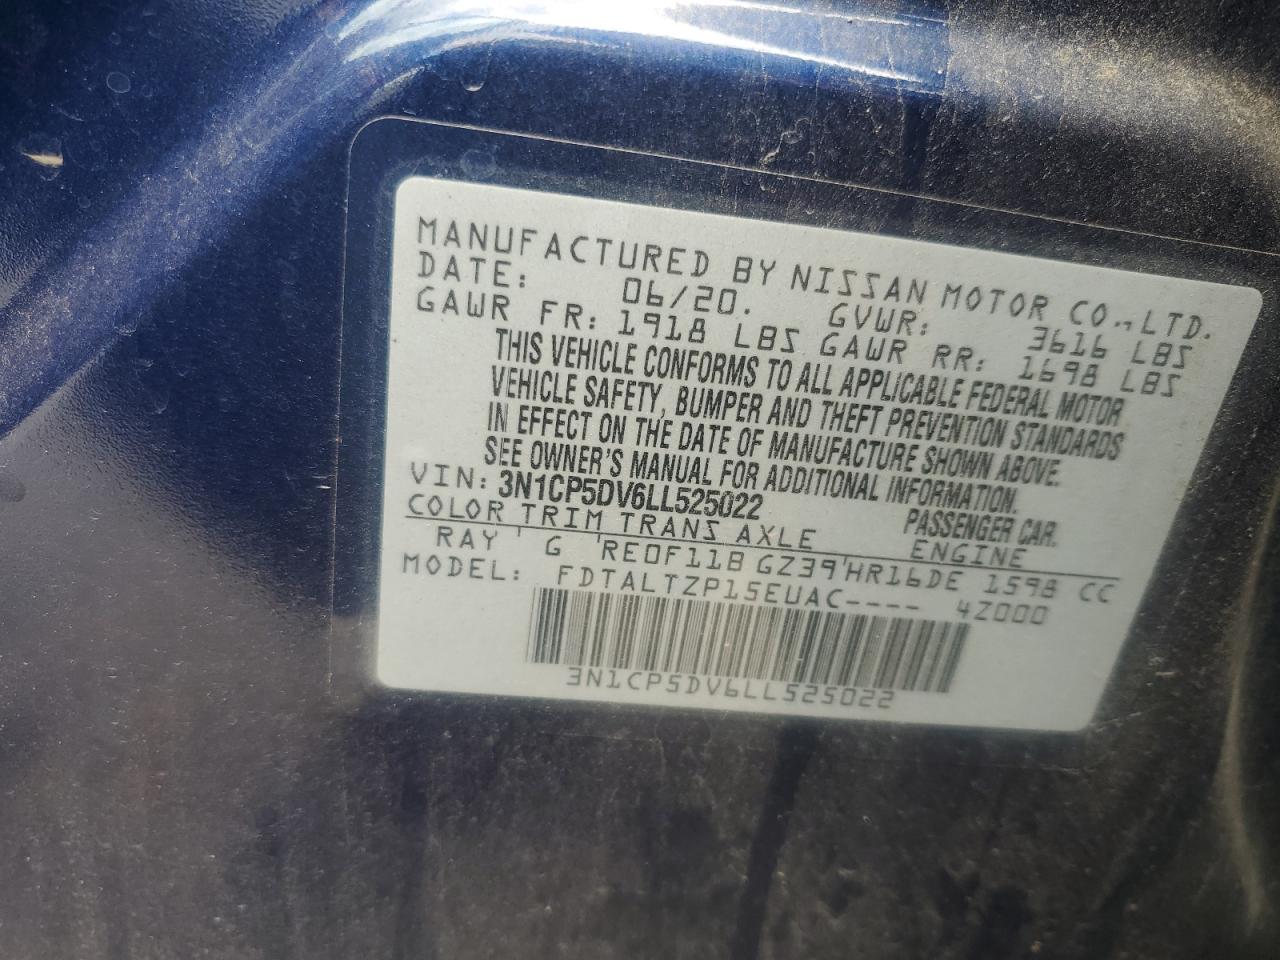 MANUFACTURED BY NISSAN MOTOR CO.,LTD.
DATE: 06/20. GVWR: 3616 LBS
GAWR FR: 1918 LBS GAWR RR: 1698 LBS
THIS VEHICLE CONFORMS TO ALL APPLICABLE FEDERAL MOTOR
VEHICLE SAFETY, BUMPER AND THEFT PREVENTION STANDARDS
IN EFFECT ON THE DATE OF MANUFACTURE SHOWN ABOVE.
SEE OWNER'S MANUAL FOR ADDITIONAL INFORMATION.
VIN: 3N1CP5DV6LL525022 PASSENGER CAR.
COLOR TRIM TRANS AXLE ENGINE
RAY ' G 'RE0F11B GZ39'HR16DE 1598 CC
MODEL: FDTALTZP15EUAC---- 4Z000
3N1CP5DV6LL525022